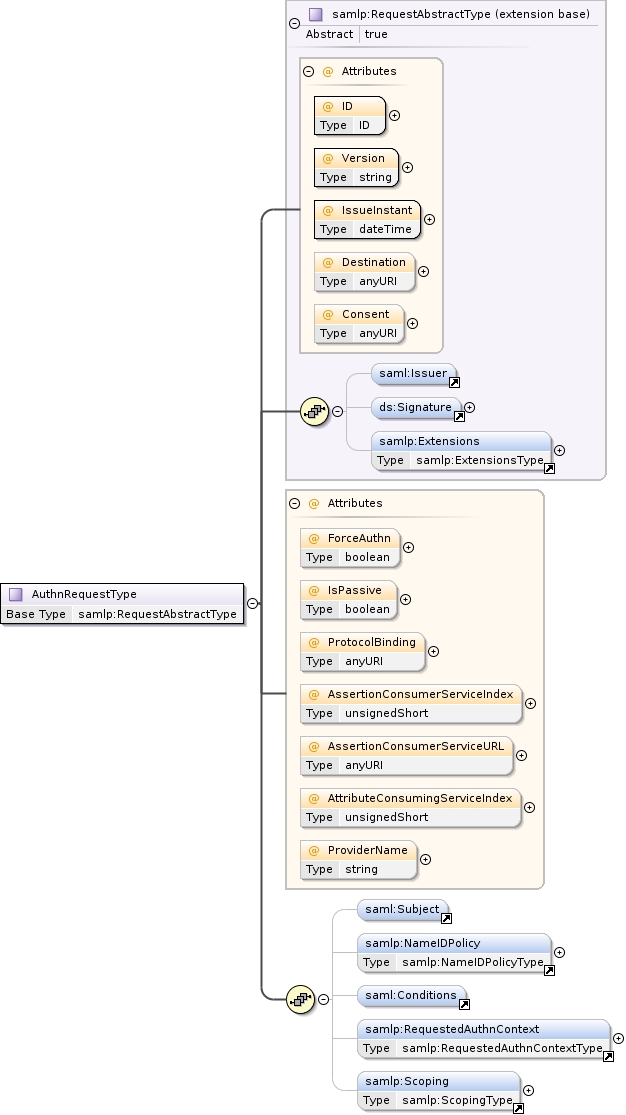 samlp:RequestAbstractType (extension base)
Abstract true
@ Attributes
@ ID
Type ID
@ Version
Type string
@ IssueInstant
Type dateTime
@ Destination
Type anyURI
@ Consent
Type anyURI
saml:Issuer
ds:Signature
samlp:Extensions
Type samlp:ExtensionsType
@ Attributes
@ ForceAuthn
Type boolean
@ IsPassive
Type boolean
AuthnRequestType
Base Type samlp:RequestAbstractType
@ ProtocolBinding
Type anyURI
@ AssertionConsumerServiceIndex
Type unsignedShort
@ AssertionConsumerServiceURL
Type anyURI
@ AttributeConsumingServiceIndex
Type unsignedShort
@ ProviderName
Type string
saml:Subject
samlp:NameIDPolicy
Type samlp:NameIDPolicyType
saml:Conditions
samlp:RequestedAuthnContext
Type samlp:RequestedAuthnContextType
samlp:Scoping
Type samlp:ScopingType